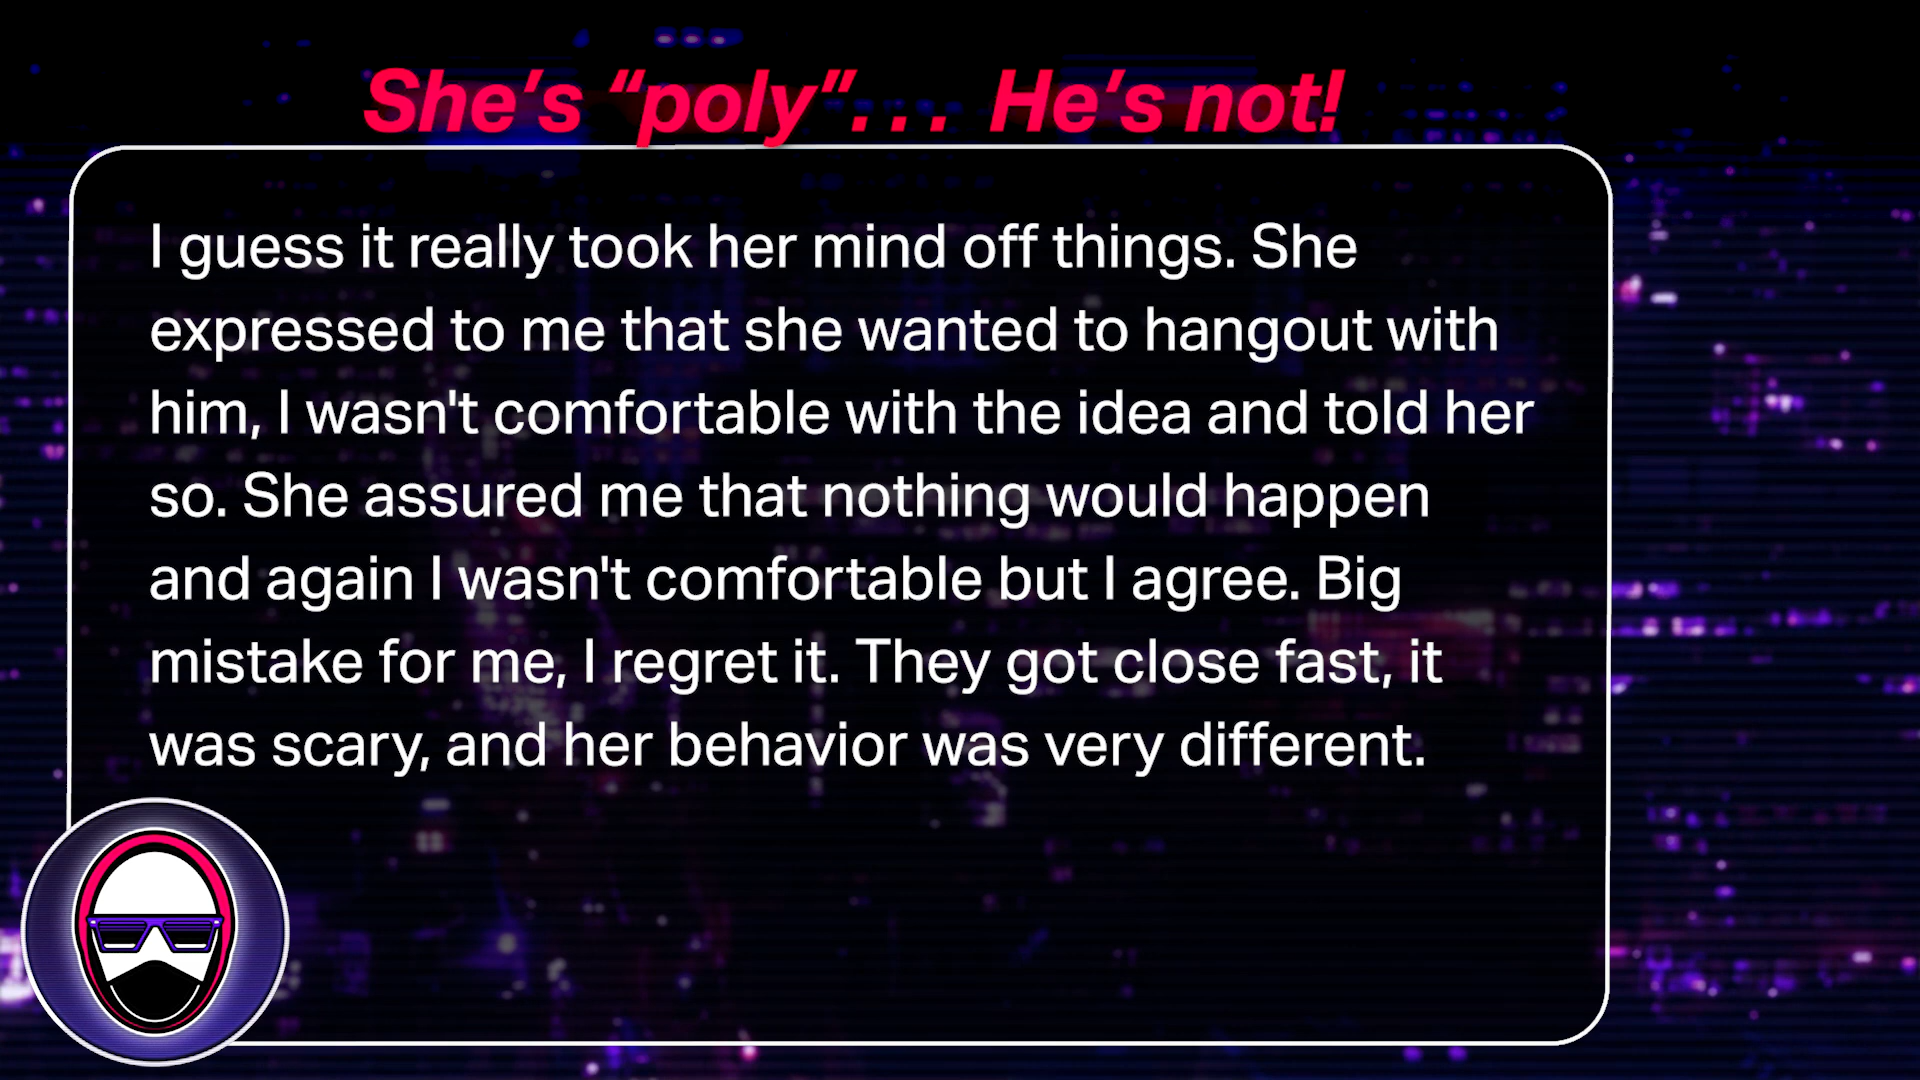 She's “poly”... He's not!
I guess it really took her mind off things. She
expressed to me that she wanted to hangout with
him, I wasn't comfortable with the idea and told her
so. She assured me that nothing would happen
and again I wasn't comfortable but I agree. Big
mistake for me, I regret it. They got close fast, it
was scary, and her behavior was very different.